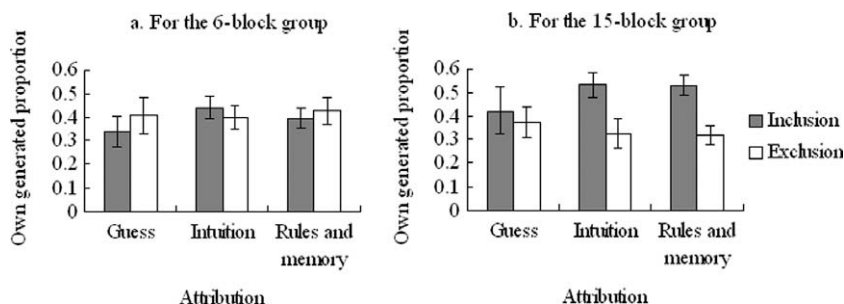 a. For the 6-block group
Own generated proportion
0.6
0.5
0.4
0.3
0.2
0.1
0
Guess
Intuition
Rules and
memory
Attribution
b. For the 15-block group
Own generated proportion
0.6
0.5
0.4
0.3
0.2
0.1
0
Guess
Intuition
Rules and
memory
Attribution
Inclusion
Exclusion